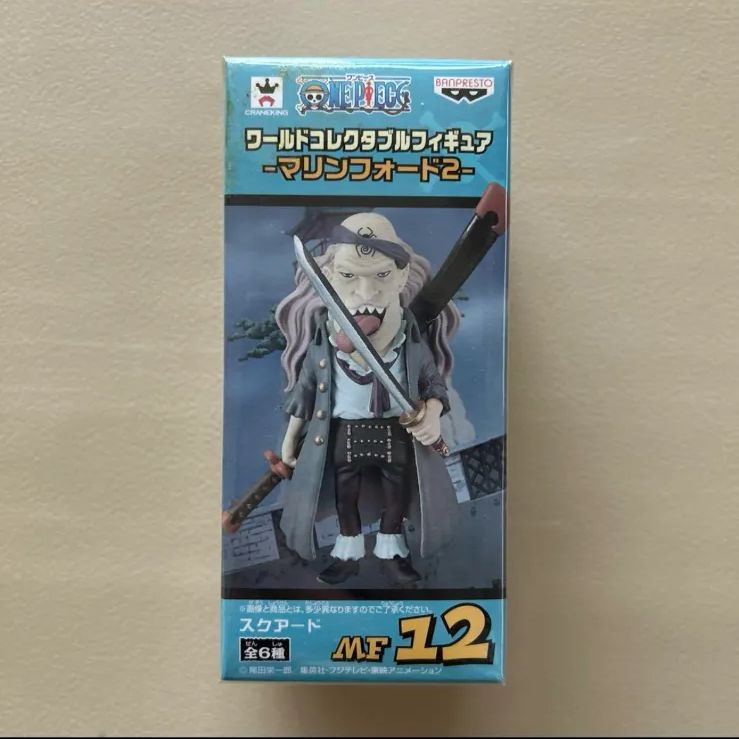 CRANEKING
ワンピース
ONE PIECE
BANPRESTO
ワールドコレクタブルフィギュア
-マリンフォード2-
※画像と商品とは、多少異なりますのでご了承ください。
スクアード
ぜん しゅ
全6種
MF 12
© 尾田栄一郎/集英社・フジテレビ・東映アニメーション